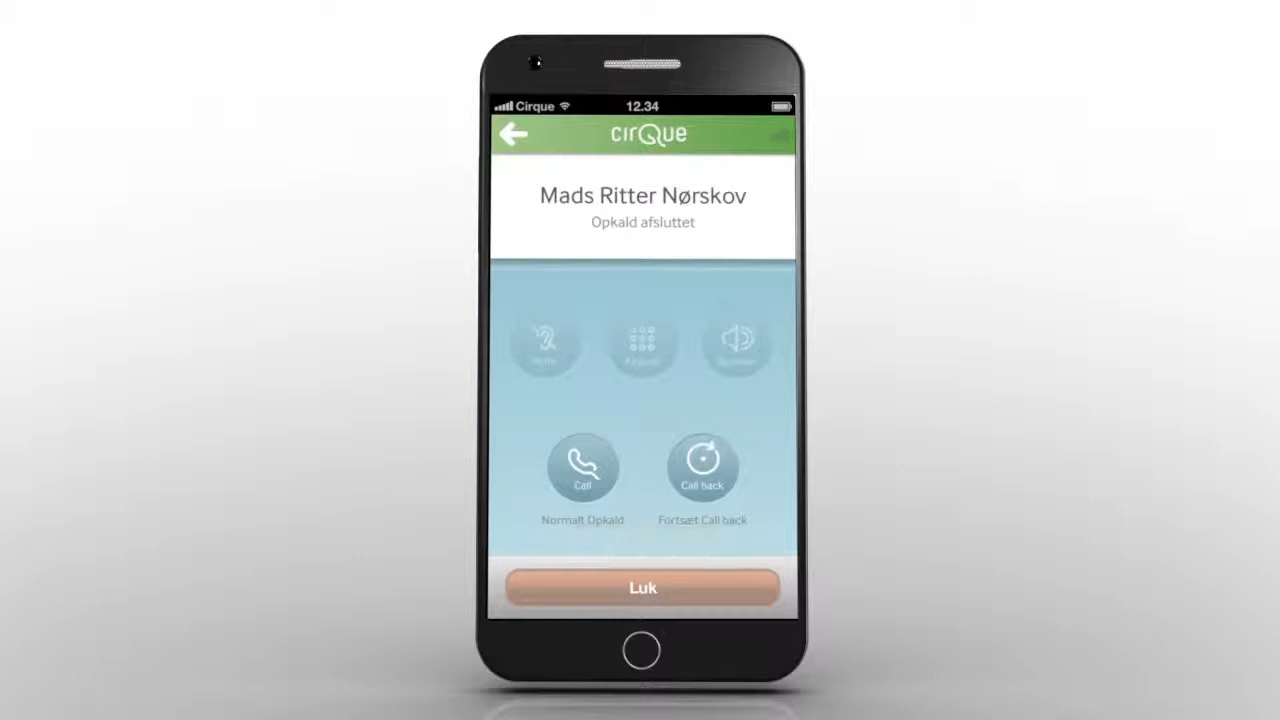 Cirque 12.34
cirQue
Mads Ritter Nørskov
Opkald afsluttet
Call
Call back
Normalt Opkald
Fortsæt Call back
Luk